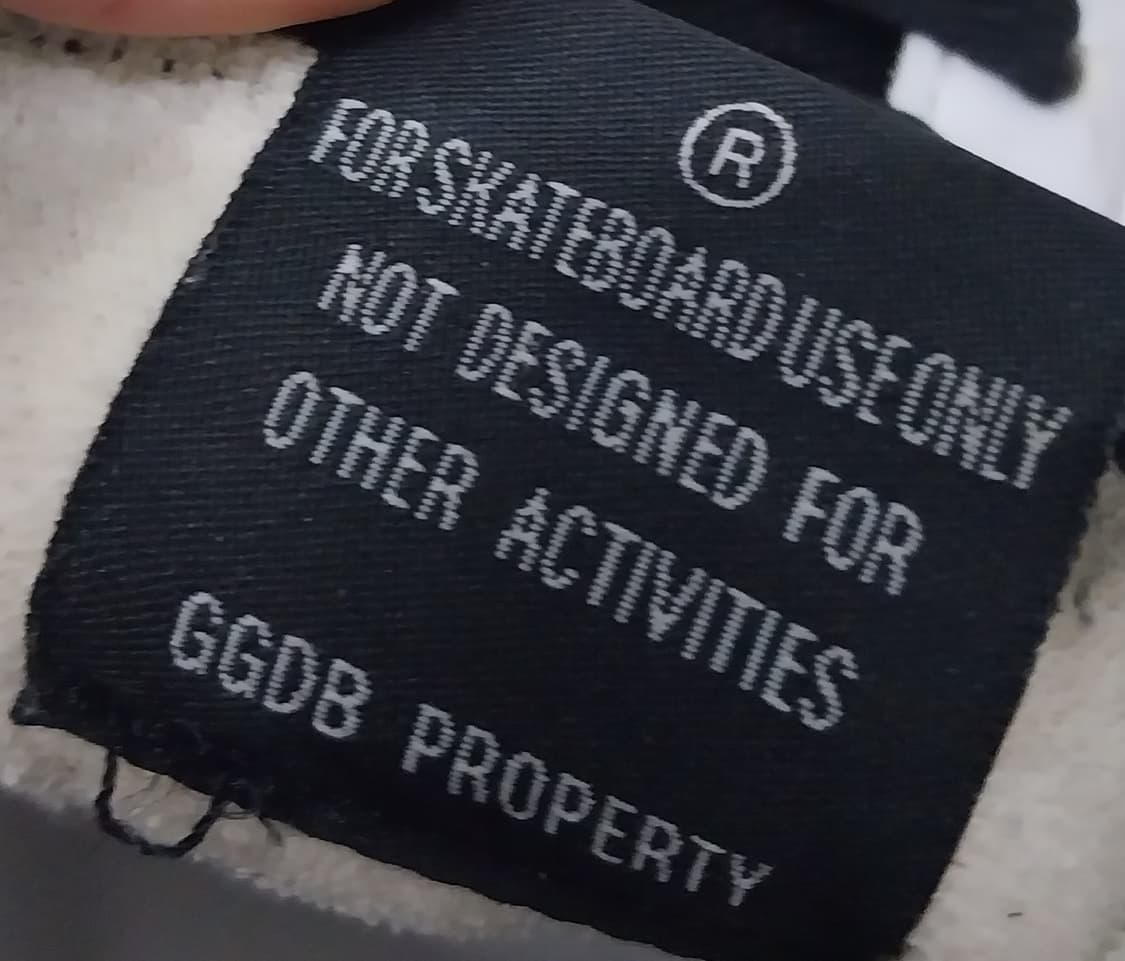 ®
FOR SKATEBOARD USE ONLY
NOT DESIGNED FOR
OTHER ACTIVITIES
GGDB PROPERTY